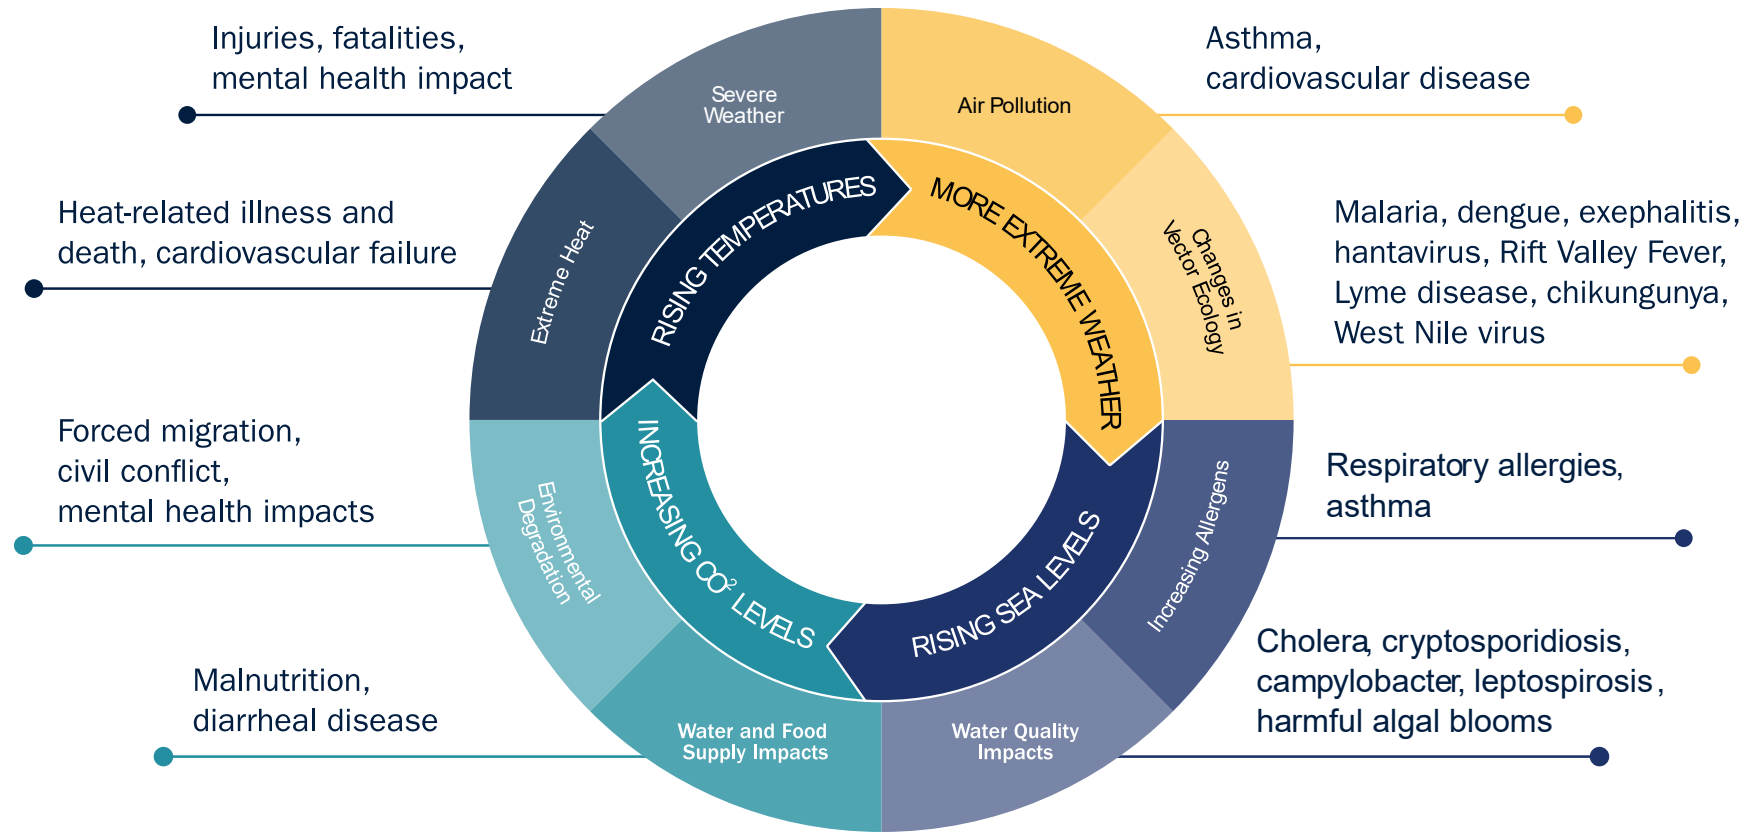 Injuries, fatalities,
mental health impact
Severe
Weather
Air Pollution
Asthma,
cardiovascular disease
Heat-related illness and
death, cardiovascular failure
Extreme Heat
RISING TEMPERATURES
MORE EXTREME WEATHER
Changes in
Vector Ecology
Malaria, dengue, exephalitis,
hantavirus, Rift Valley Fever,
Lyme disease, chikungunya,
West Nile virus
Forced migration,
civil conflict,
mental health impacts
Environmental
Degradation
INCREASING CO² LEVELS
RISING SEA LEVELS
Increasing Allergens
Respiratory allergies,
asthma
Malnutrition,
diarrheal disease
Water and Food
Supply Impacts
Water Quality
Impacts
Cholera, cryptosporidiosis,
campylobacter, leptospirosis,
harmful algal blooms